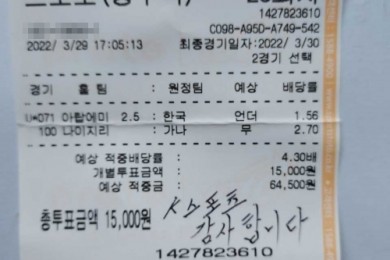 1427823610
C098-A95D-A749-542
2022/ 3/29 17:05:13 최종경기일자:2022/ 3/30
2경기 선택
경기 홈 팀 : 원정팀 예상 배당률
U*071 아랍에미 2.5 : 한국 언더 1.56
100 나이지리 : 가나 무 2.70
예상 적중배당률 : 4.30배
개별투표금액 : 15,000원
예상 적중금 : 64,500원
총투표금액 15,000원
스포츠
감사합니다
1427823610